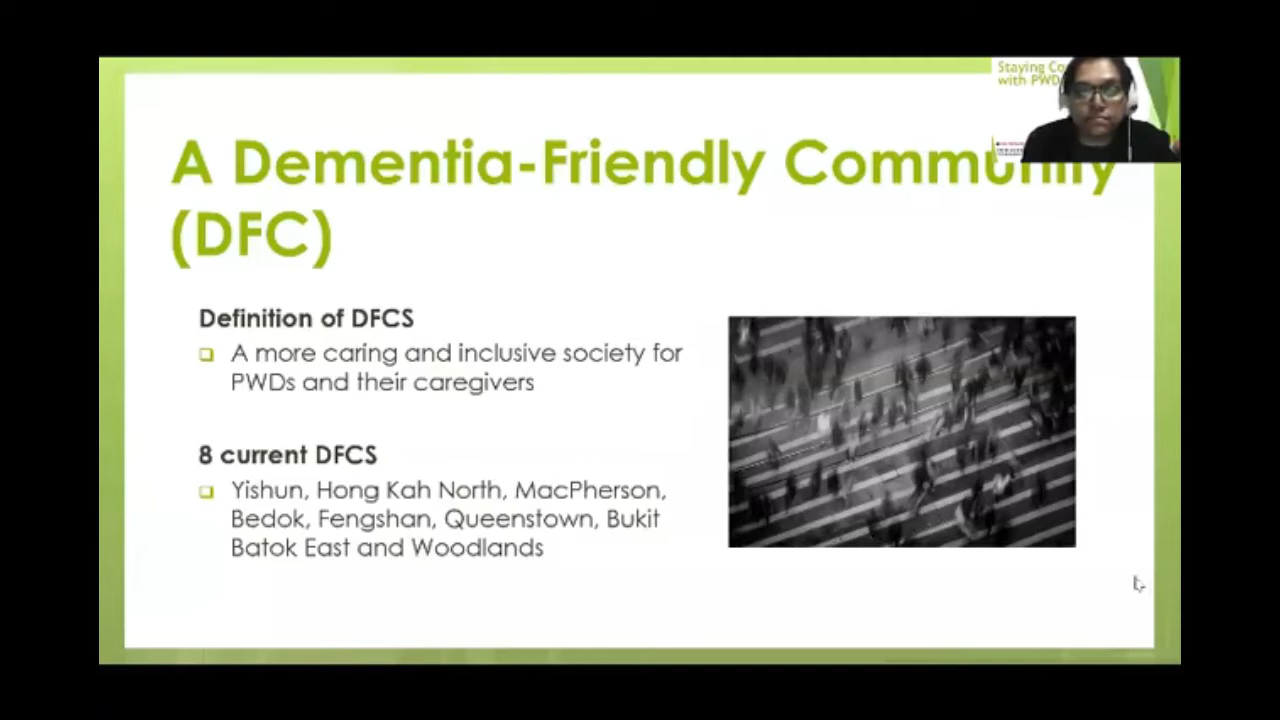 Staying Co
with PWD
A Dementia-Friendly Community
(DFC)
Definition of DFCS
A more caring and inclusive society for
PWDs and their caregivers
8 current DFCS
Yishun, Hong Kah North, MacPherson,
Bedok, Fengshan, Queenstown, Bukit
Batok East and Woodlands